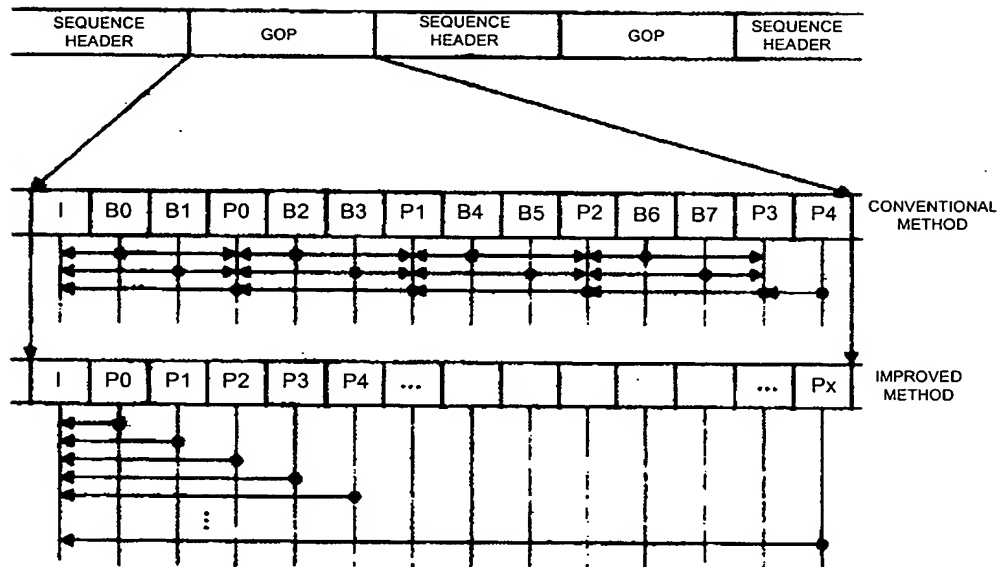 SEQUENCE
HEADER
GOP
SEQUENCE
HEADER
GOP
SEQUENCE
HEADER
I B0 B1 P0 B2 B3 P1 B4 B5 P2 B6 B7 P3 P4
CONVENTIONAL
METHOD
I P0 P1 P2 P3 P4 ... ... Px
IMPROVED
METHOD